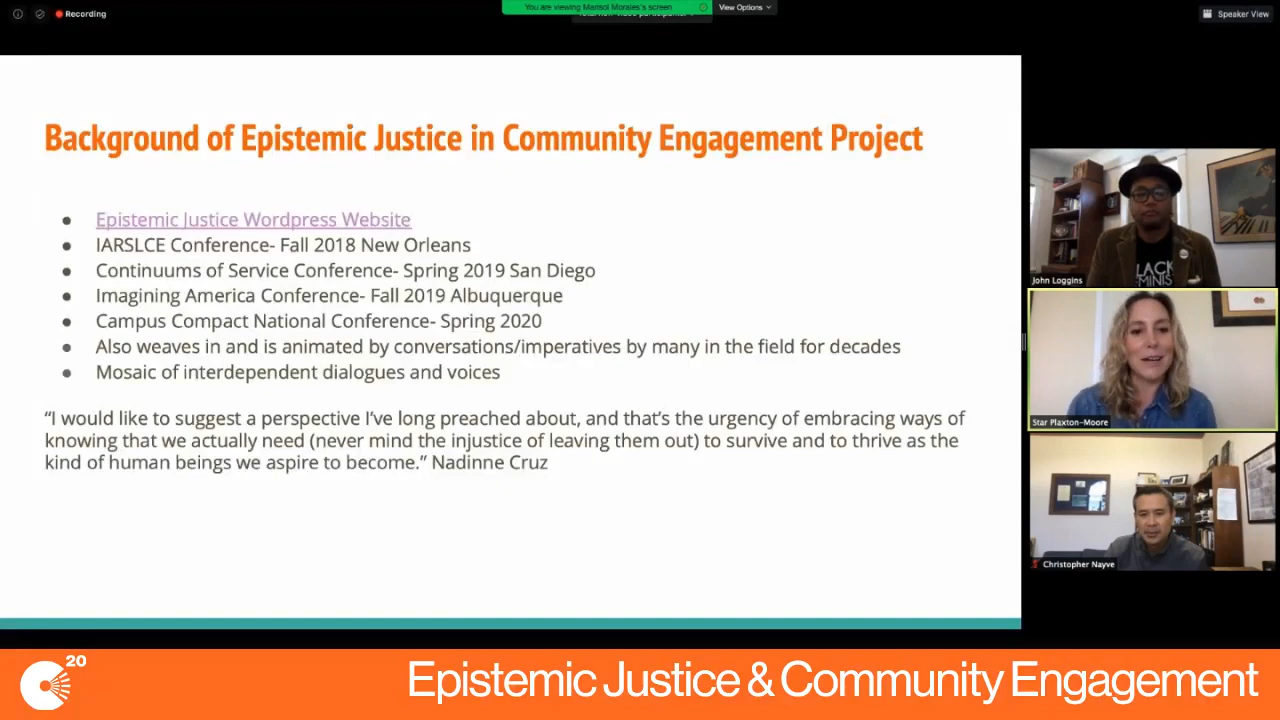 Recording
You are viewing Marisol Morales's screen
View Options
Speaker View
Background of Epistemic Justice in Community Engagement Project
● Epistemic Justice Wordpress Website
● IARSLCE Conference- Fall 2018 New Orleans
● Continuums of Service Conference- Spring 2019 San Diego
● Imagining America Conference- Fall 2019 Albuquerque
● Campus Compact National Conference- Spring 2020
● Also weaves in and is animated by conversations/imperatives by many in the field for decades
● Mosaic of interdependent dialogues and voices
“I would like to suggest a perspective I’ve long preached about, and that’s the urgency of embracing ways of
knowing that we actually need (never mind the injustice of leaving them out) to survive and to thrive as the
kind of human beings we aspire to become.” Nadinne Cruz
John Loggins
Star Plaxton-Moore
Christopher Nayve
20
Epistemic Justice & Community Engagement